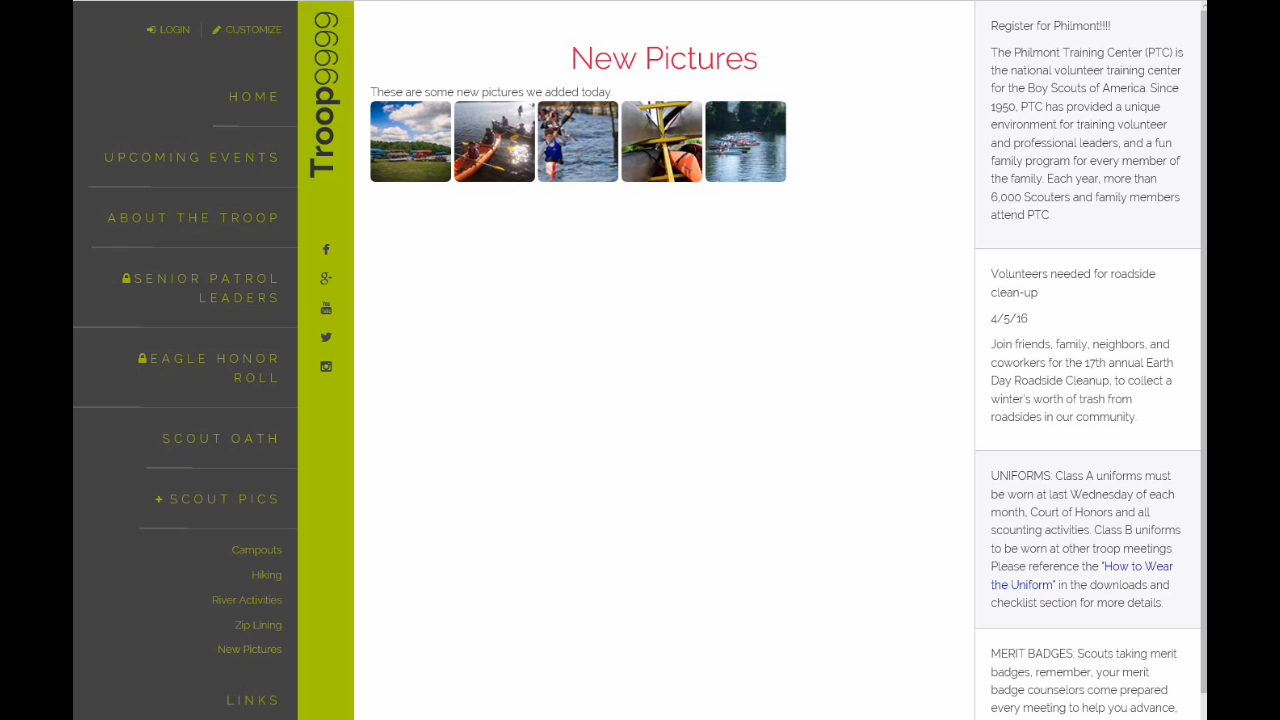 LOGIN
CUSTOMIZE
HOME
UPCOMING EVENTS
ABOUT THE TROOP
SENIOR PATROL
LEADERS
EAGLE HONOR
ROLL
SCOUT OATH
+ SCOUT PICS
Campouts
Hiking
River Activities
Zip Lining
New Pictures
LINKS
Troop9999
New Pictures
These are some new pictures we added today.
Register for Philmont!!!!
The Philmont Training Center (PTC) is
the national volunteer training center
for the Boy Scouts of America. Since
1950, PTC has provided a unique
environment for training volunteer
and professional leaders, and a fun
family program for every member of
the family. Each year, more than
6,000 Scouters and family members
attend PTC.
Volunteers needed for roadside
clean-up
4/5/16
Join friends, family, neighbors, and
coworkers for the 17th annual Earth
Day Roadside Cleanup, to collect a
winter's worth of trash from
roadsides in our community.
UNIFORMS: Class A uniforms must
be worn at last Wednesday of each
month, Court of Honors and all
scounting activities. Class B uniforms
to be worn at other troop meetings.
Please reference the "How to Wear
the Uniform" in the downloads and
checklist section for more details.
MERIT BADGES: Scouts taking merit
badges, remember, your merit
badge counselors come prepared
every meeting to help you advance,